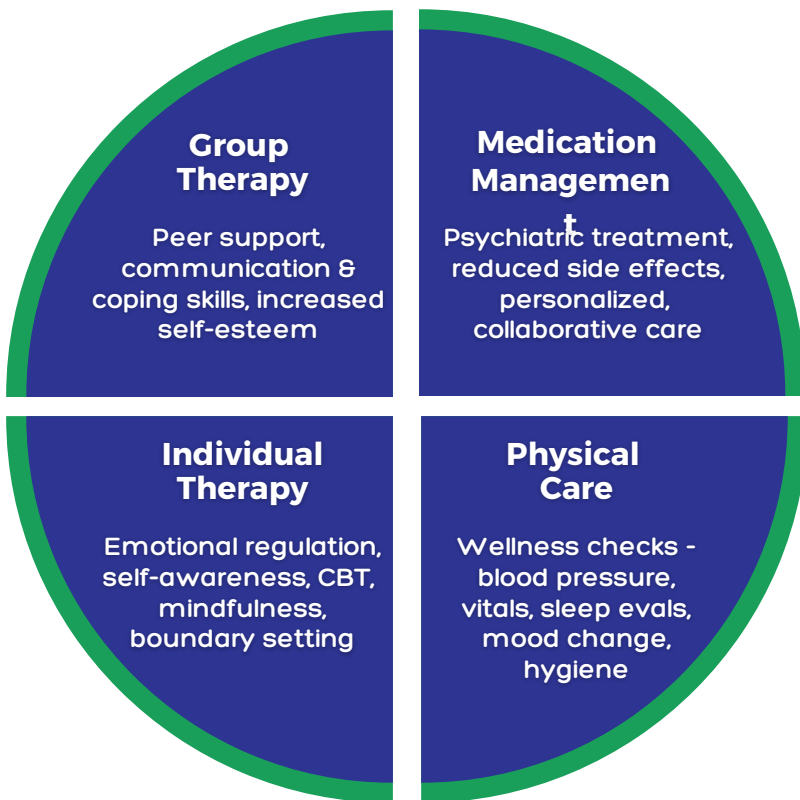 Group
Therapy
Peer support,
communication &
coping skills, increased
self-esteem
Medication
Managemen
t
Psychiatric treatment,
reduced side effects,
personalized,
collaborative care
Individual
Therapy
Emotional regulation,
self-awareness, CBT,
mindfulness,
boundary setting
Physical
Care
Wellness checks -
blood pressure,
vitals, sleep evals,
mood change,
hygiene